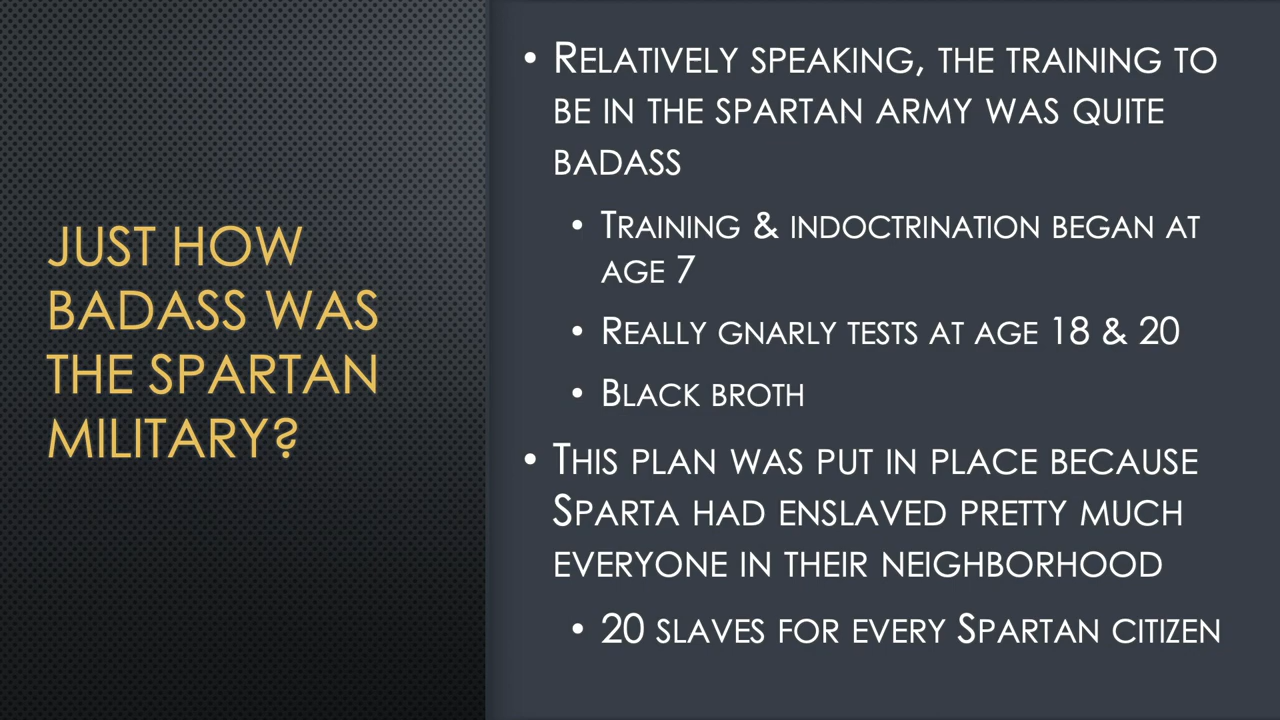 JUST HOW
BADASS WAS
THE SPARTAN
MILITARY?
• RELATIVELY SPEAKING, THE TRAINING TO
BE IN THE SPARTAN ARMY WAS QUITE
BADASS
• TRAINING & INDOCTRINATION BEGAN AT
AGE 7
• REALLY GNARLY TESTS AT AGE 18 & 20
• BLACK BROTH
• THIS PLAN WAS PUT IN PLACE BECAUSE
SPARTA HAD ENSLAVED PRETTY MUCH
EVERYONE IN THEIR NEIGHBORHOOD
• 20 SLAVES FOR EVERY SPARTAN CITIZEN